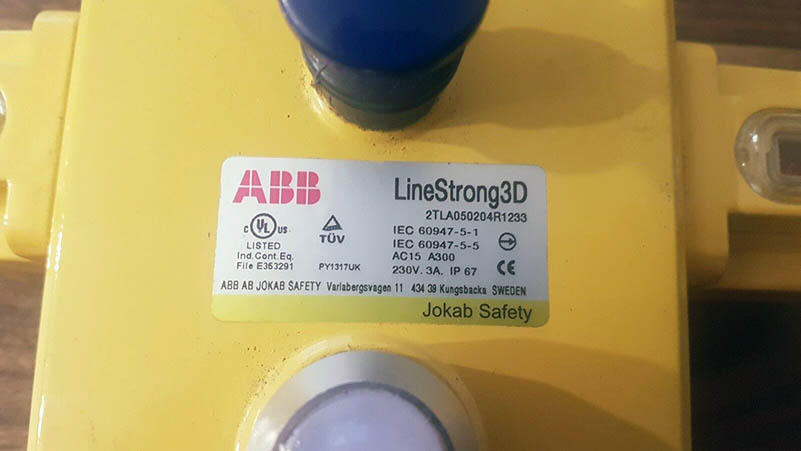 ABB
LineStrong3D
2TLA050204R1233
C UL US
LISTED
Ind.Cont.Eq.
File E353291
TÜV
PY1317UK
IEC 60947-5-1
IEC 60947-5-5
AC15 A300
230V. 3A. IP 67
CE
ABB AB JOKAB SAFETY Varlabergsvagen 11 434 39 Kungsbacka SWEDEN
Jokab Safety